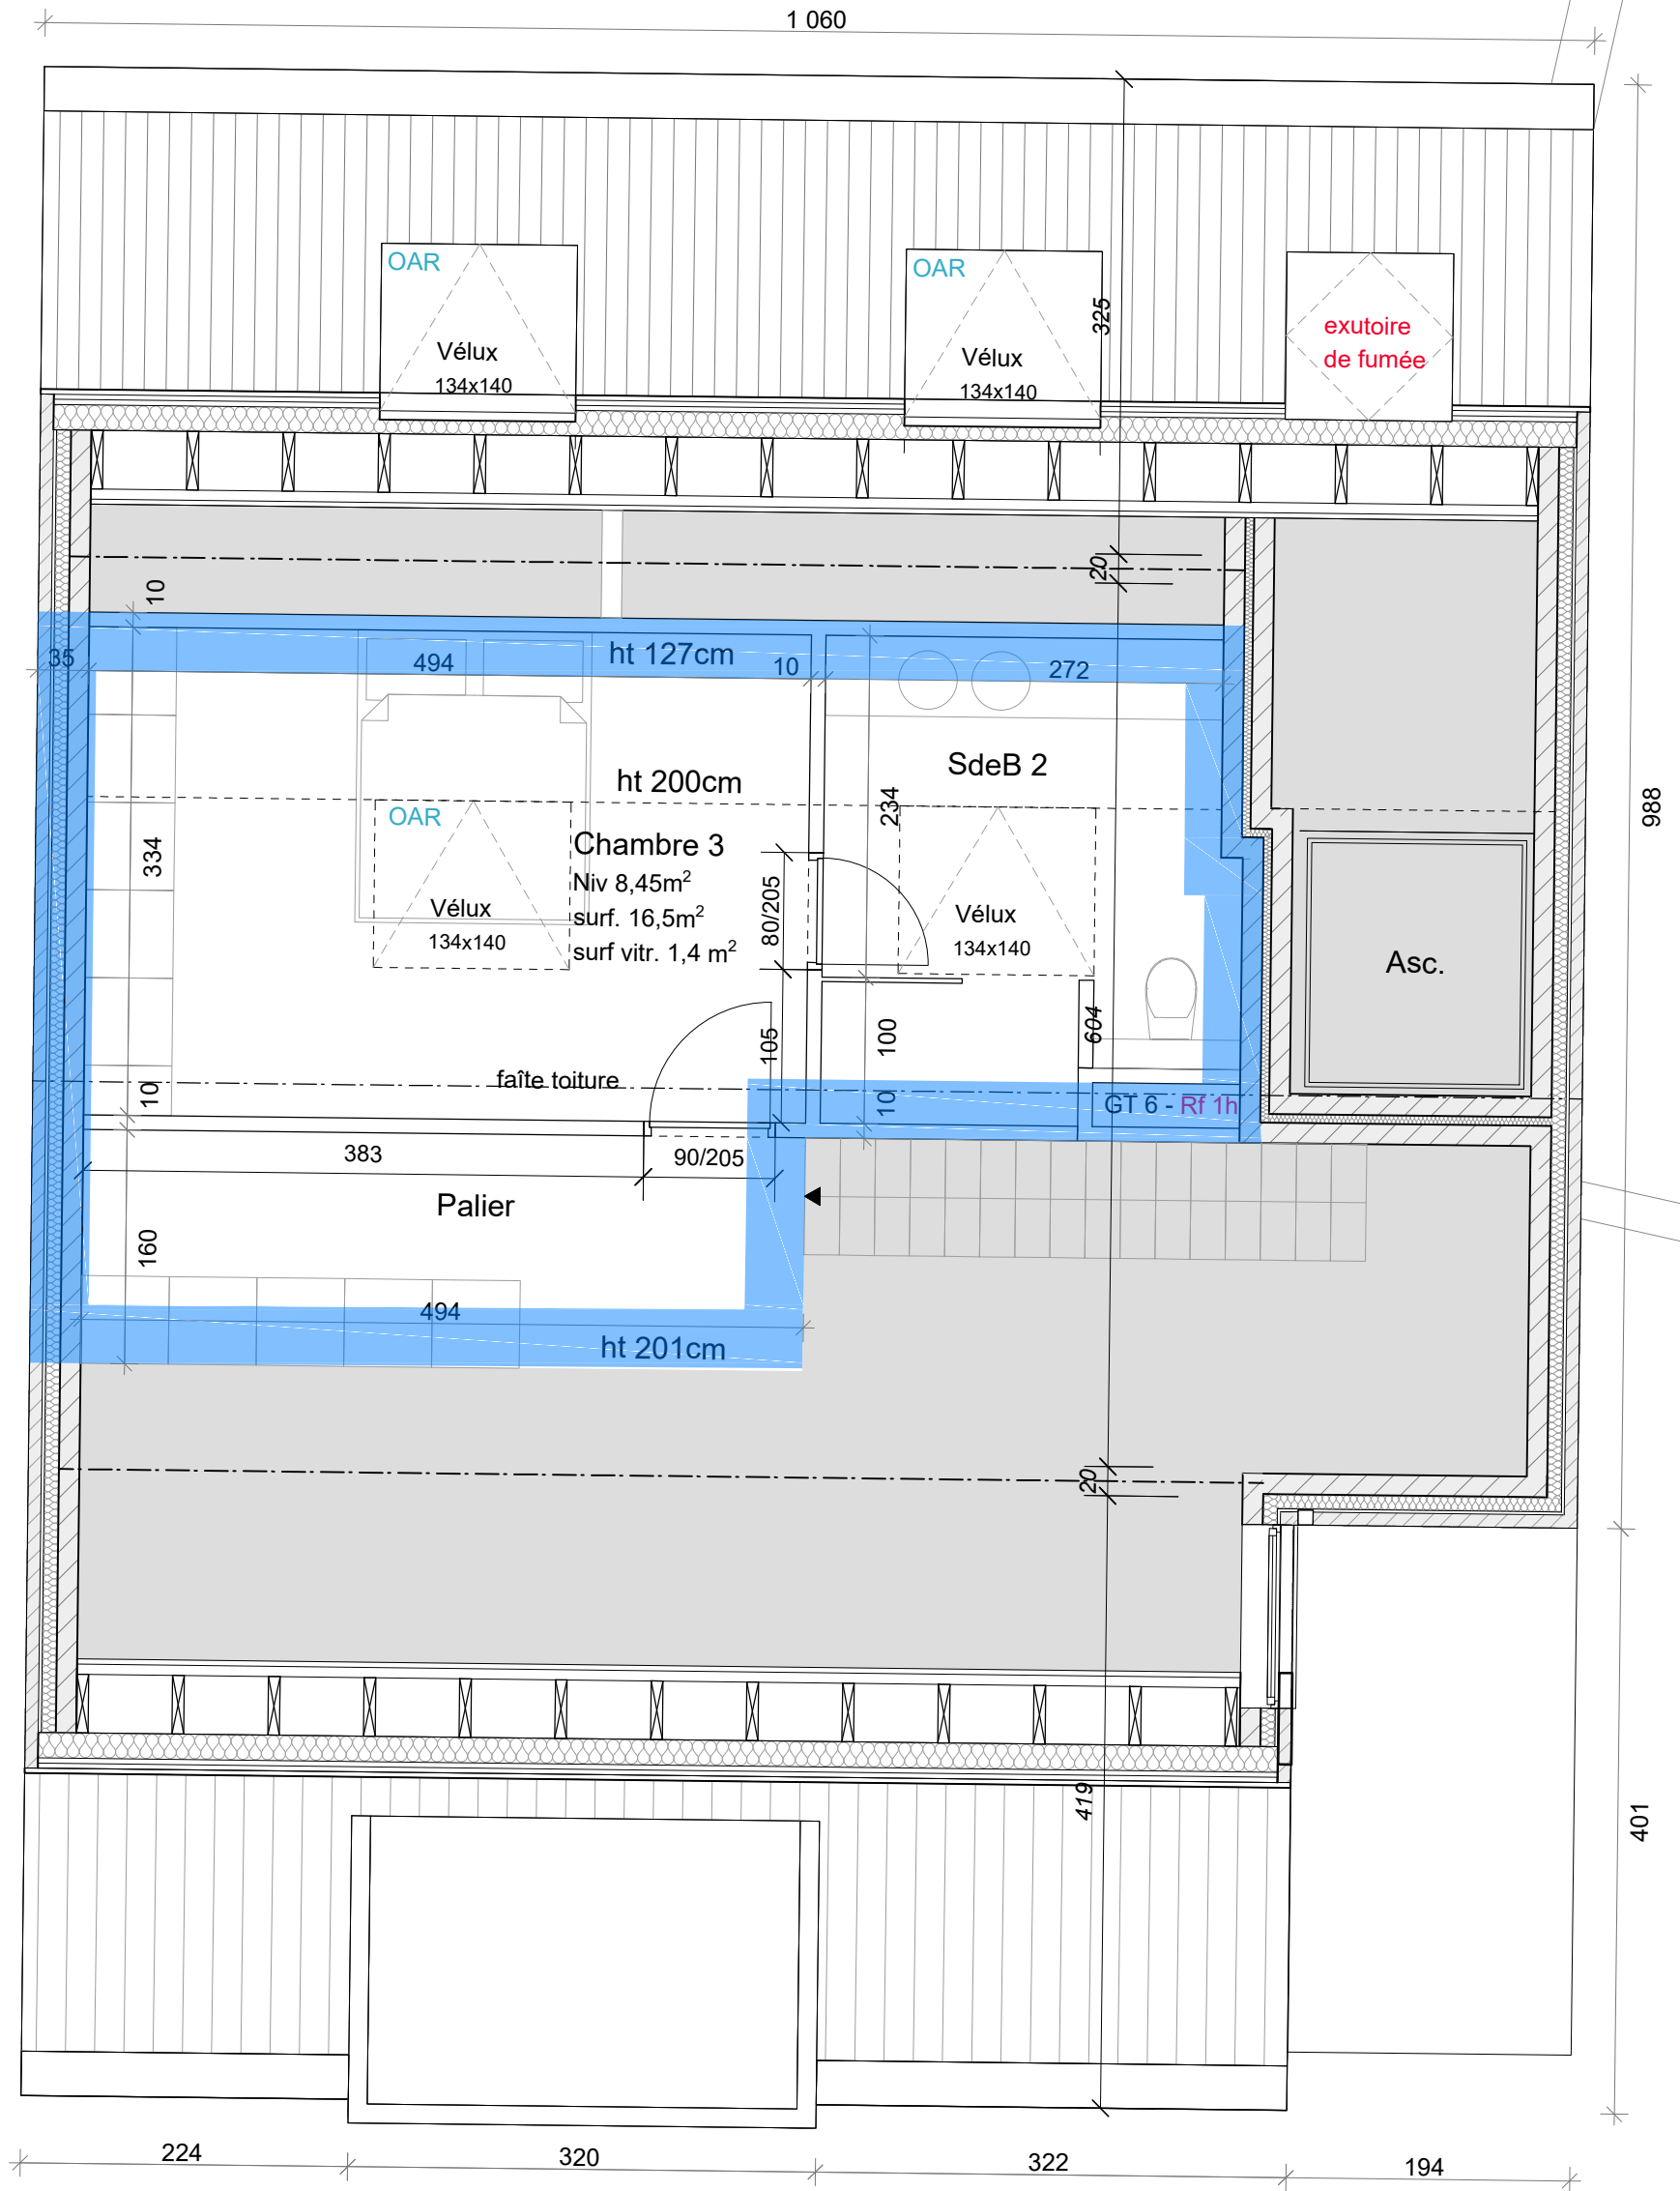 1 060
OAR
OAR
325
exutoire
de fumée
Vélux
134x140
Vélux
134x140
20
10
35
494
ht 127cm
10
272
ht 200cm
SdeB 2
234
988
OAR
Chambre 3
Niv 8,45m²
surf. 16,5m²
surf vitr. 1,4 m²
334
80/205
Vélux
134x140
Vélux
134x140
Asc.
604
100
105
faîte toiture
10
10
GT 6 - Rf 1h
383
90/205
Palier
160
494
ht 201cm
20
419
401
224
320
322
194